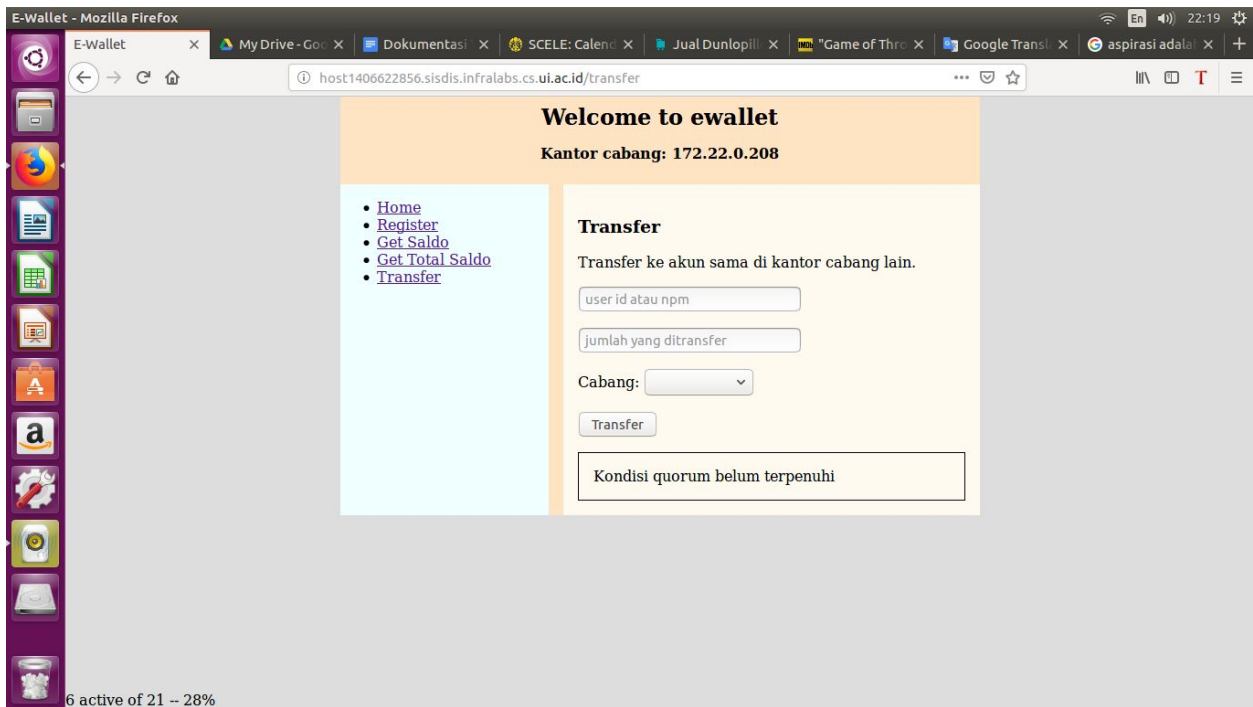 E-Wallet - Mozilla Firefox
En
22:19
E-Wallet
My Drive - Goo
Dokumentasi
SCELE: Calend
Jual Dunlopill
"Game of Thro
Google Transl
aspirasi adalah
host1406622856.sisdis.infralabs.cs.ui.ac.id/transfer
Welcome to ewallet
Kantor cabang: 172.22.0.208
Home
Register
Get Saldo
Get Total Saldo
Transfer
Transfer
Transfer ke akun sama di kantor cabang lain.
user id atau npm
jumlah yang ditransfer
Cabang:
Transfer
Kondisi quorum belum terpenuhi
6 active of 21 -- 28%